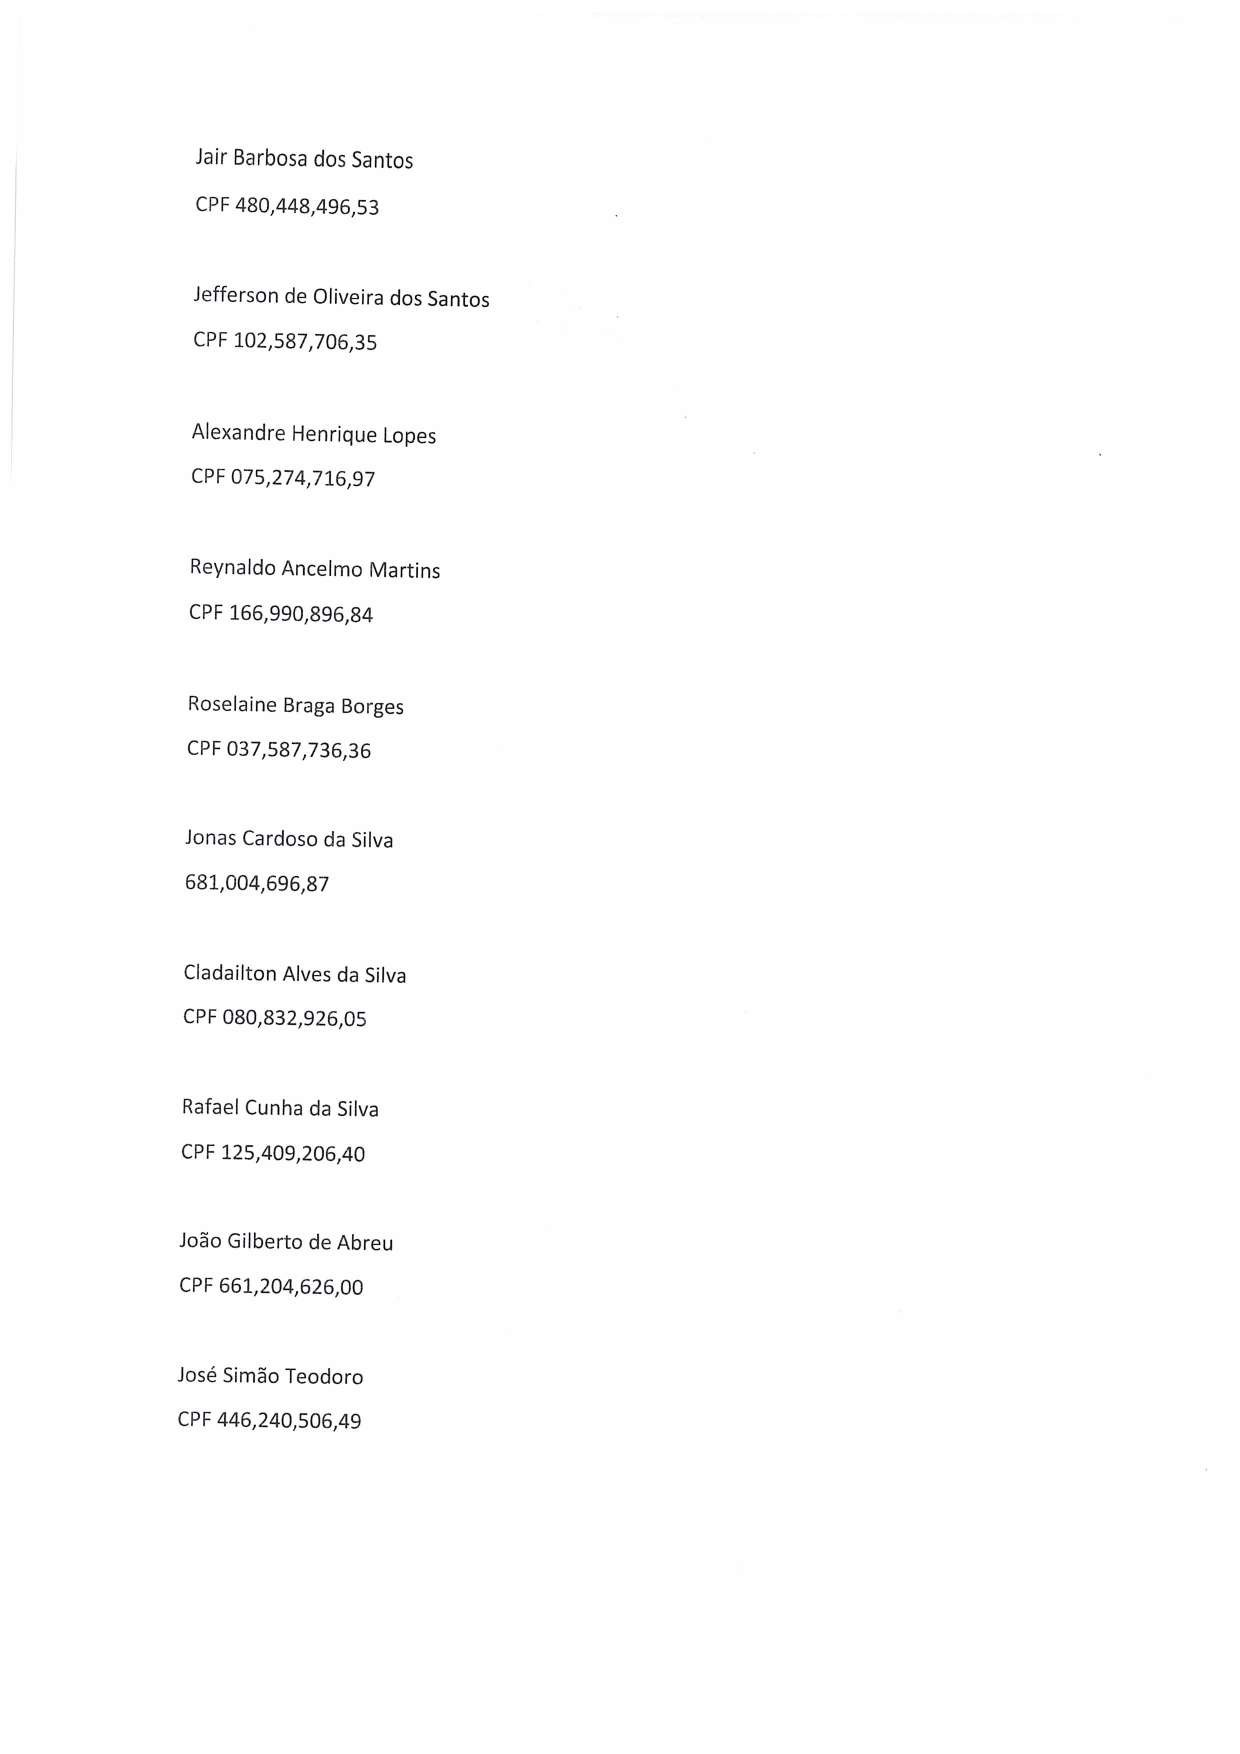 Jair Barbosa dos Santos
CPF 480,448,496,53
Jefferson de Oliveira dos Santos
CPF 102,587,706,35
Alexandre Henrique Lopes
CPF 075,274,716,97
Reynaldo Ancelmo Martins
CPF 166,990,896,84
Roselaine Braga Borges
CPF 037,587,736,36
Jonas Cardoso da Silva
681,004,696,87
Cladailton Alves da Silva
CPF 080,832,926,05
Rafael Cunha da Silva
CPF 125,409,206,40
João Gilberto de Abreu
CPF 661,204,626,00
José Simão Teodoro
CPF 446,240,506,49